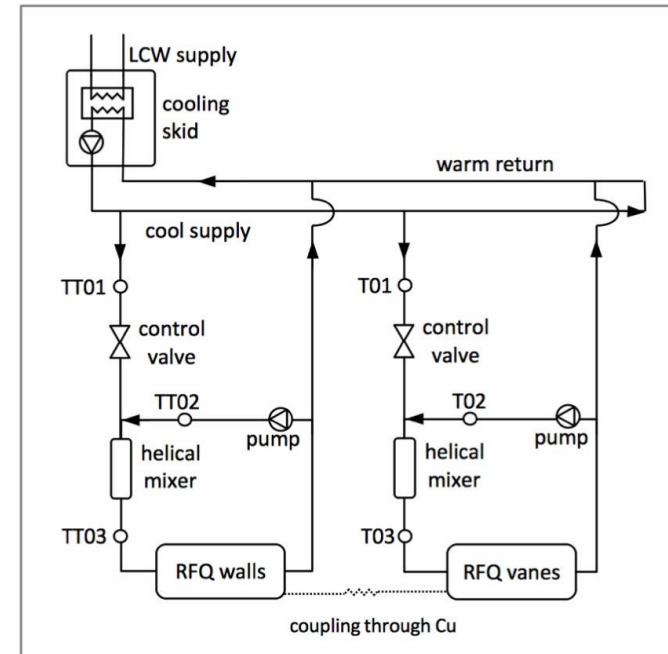 LCW supply
cooling
skid
warm return
cool supply
TT01
T01
control
valve
control
valve
TT02
T02
pump
pump
helical
mixer
helical
mixer
TT03
T03
RFQ walls
RFQ vanes
coupling through Cu